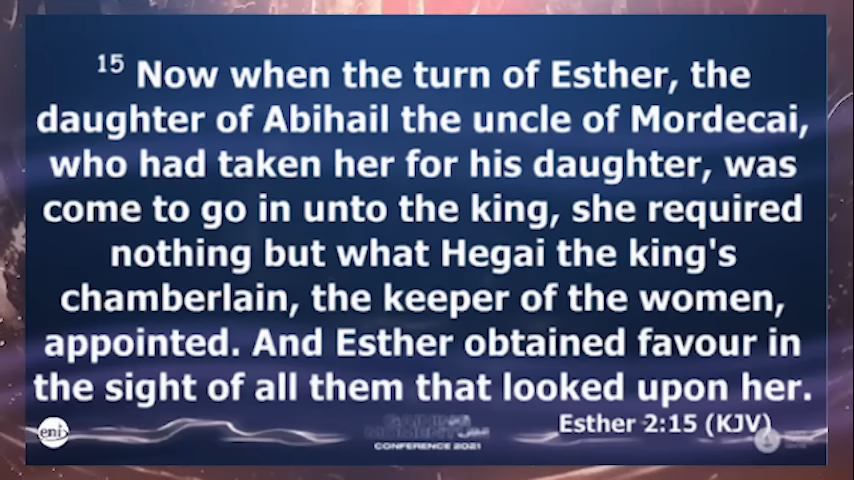 15 Now when the turn of Esther, the
daughter of Abihail the uncle of Mordecai,
who had taken her for his daughter, was
come to go in unto the king, she required
nothing but what Hegai the king's
chamberlain, the keeper of the women,
appointed. And Esther obtained favour in
the sight of all them that looked upon her.
Esther 2:15 (KJV)
eni
CONFERENCE 2021